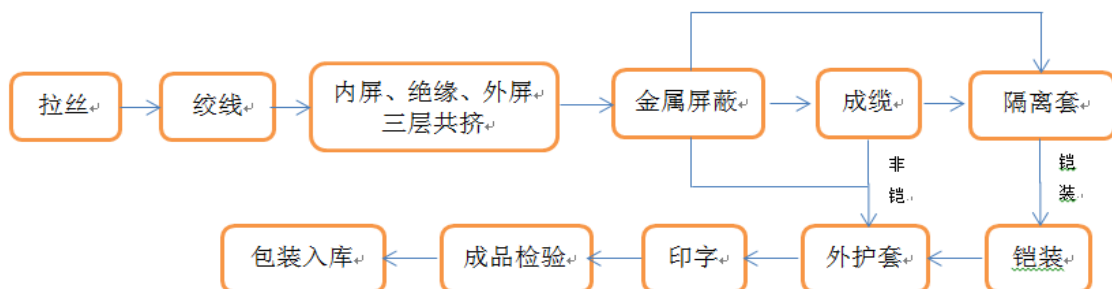 拉丝
绞线
内屏、绝缘、外屏
三层共挤
金属屏蔽
成缆
隔离套
非
铠
铠
装
包装入库
成品检验
印字
外护套
铠装